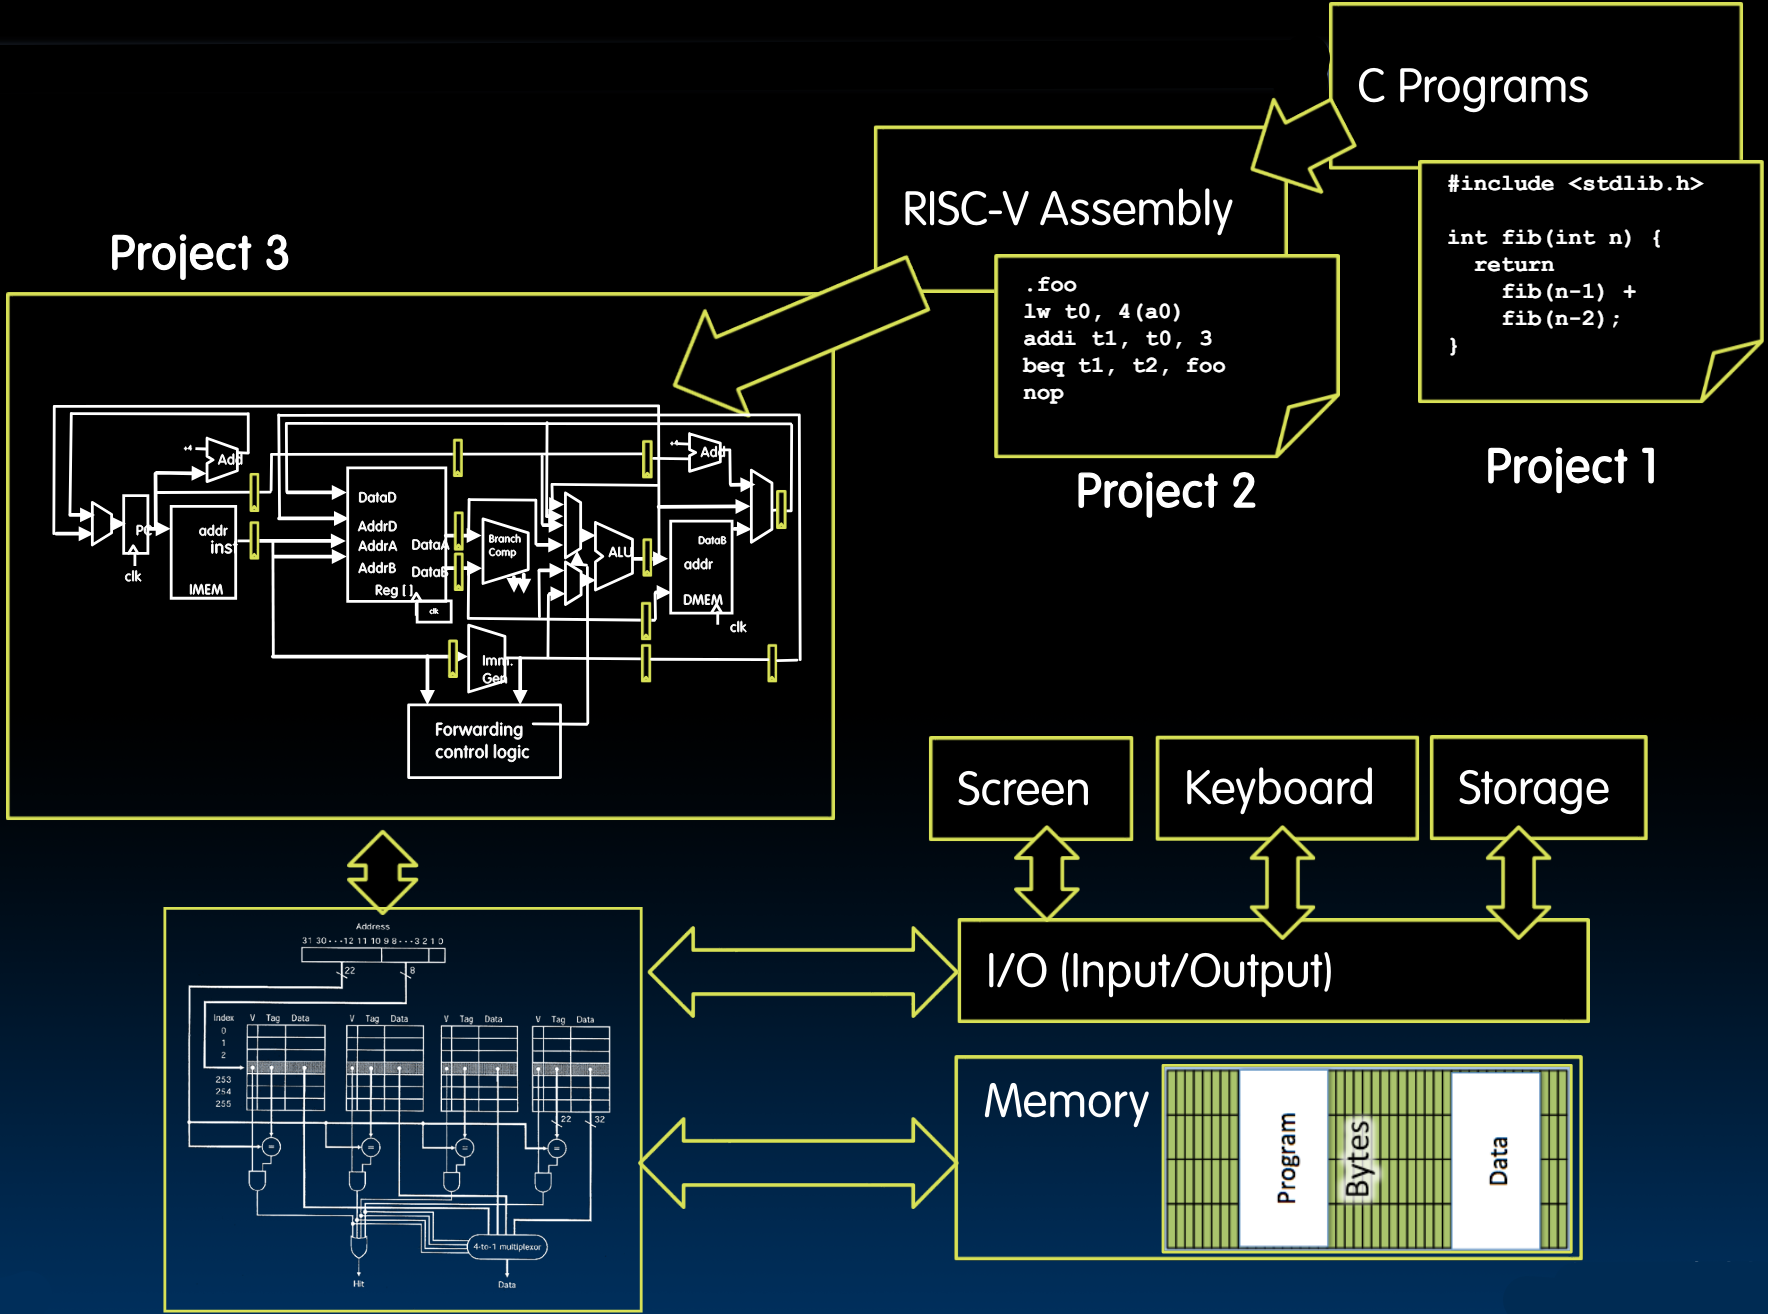 C Programs
#include <stdlib.h>
int fib(int n) {
return
fib(n-1) +
fib(n-2);
}
Project 1
RISC-V Assembly
.foo
lw t0, 4(a0)
addi t1, t0, 3
beq t1, t2, foo
nop
Project 2
Project 3
+4
Add
PC
clk
addr
inst
IMEM
DataD
AddrD
AddrA
AddrB
DataA
DataB
Reg [ ]
clk
Branch
Comp
ALU
+4
Add
DataB
addr
DMEM
clk
Imm.
Gen
Forwarding
control logic
Screen
Keyboard
Storage
I/O (Input/Output)
Memory
Program
Bytes
Data
Address
31 30 - - - 12 11 10 9 8 - - - 3 2 1 0
22
8
Index V Tag Data V Tag Data V Tag Data V Tag Data
0
1
2
253
254
255
22
32
=
=
=
=
4-to-1 multiplexor
Hit
Data